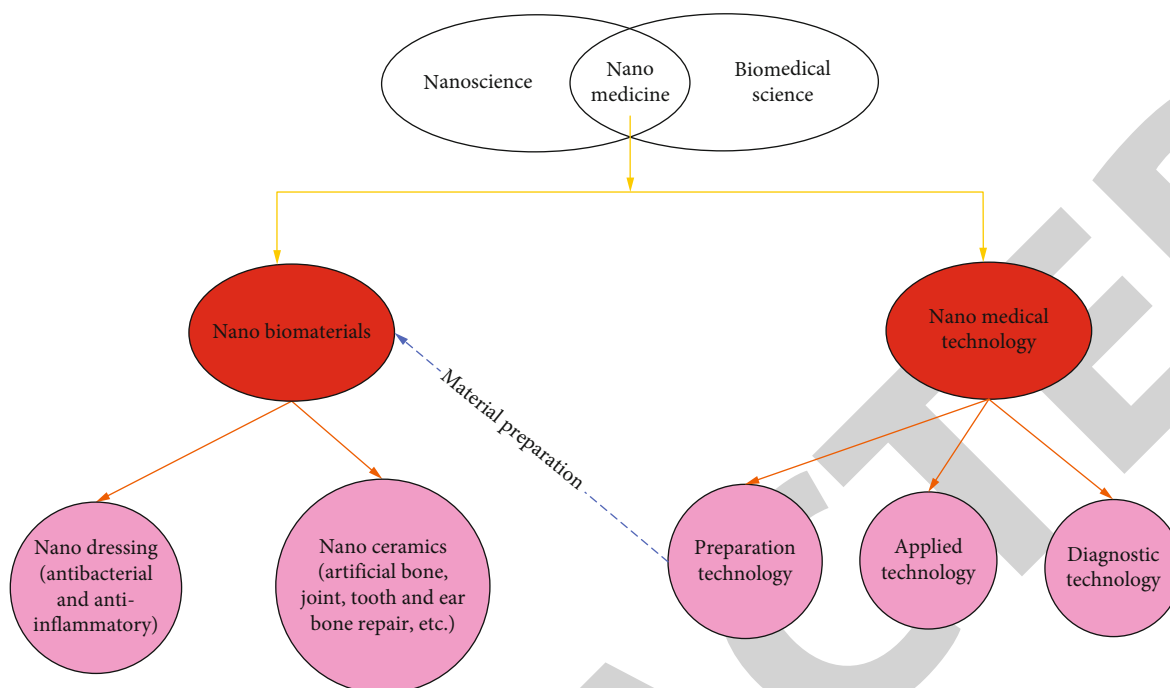 Nanoscience
Nano
medicine
Biomedical
science
Nano biomaterials
Nano medical
technology
Material preparation
Nano dressing
(antibacterial
and anti-
inflammatory)
Nano ceramics
(artificial bone,
joint, tooth and ear
bone repair, etc.)
Preparation
technology
Applied
technology
Diagnostic
technology